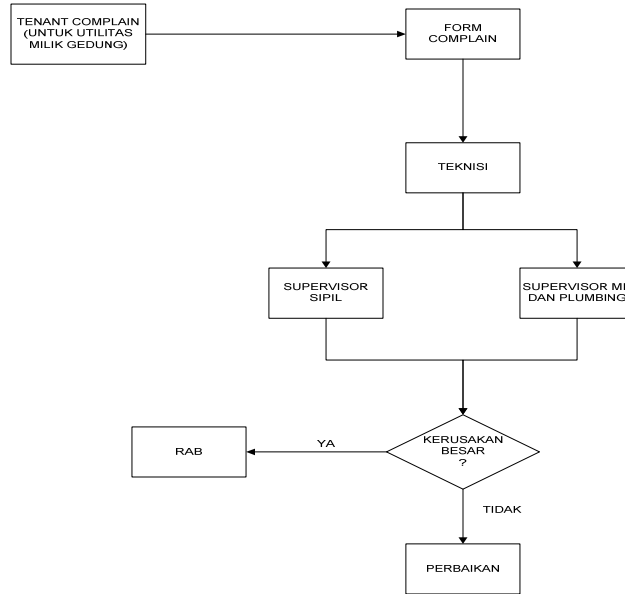 TENANT COMPLAIN
(UNTUK UTILITAS
MILIK GEDUNG)
FORM
COMPLAIN
TEKNISI
SUPERVISOR
SIPIL
SUPERVISOR
DAN PLUMBING
KERUSAKAN
BESAR
?
YA
RAB
TIDAK
PERBAIKAN